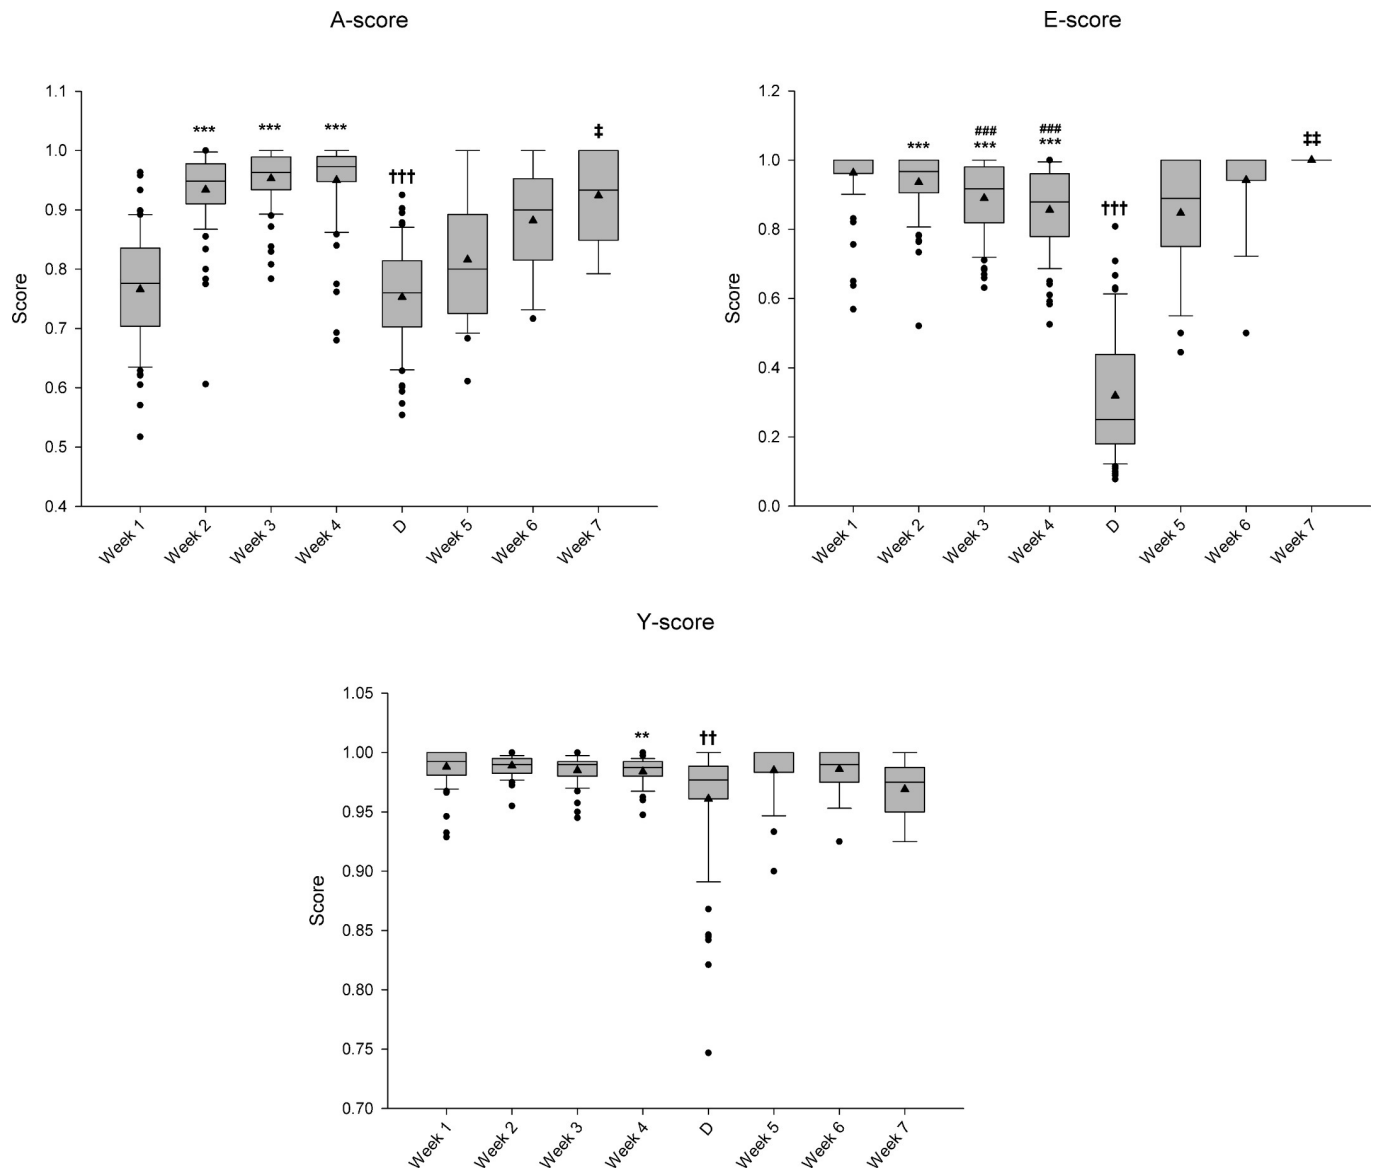 A-score
E-score
1.1
1.0
0.9
0.8
0.7
0.6
0.5
0.4
Score
***
***
***
†††
‡
Week 1
Week 2
Week 3
Week 4
D
Week 5
Week 6
Week 7
1.2
1.0
0.8
0.6
0.4
0.2
0.0
Score
***
###
***
###
***
†††
‡‡
Week 1
Week 2
Week 3
Week 4
D
Week 5
Week 6
Week 7
Y-score
1.05
1.00
0.95
0.90
0.85
0.80
0.75
0.70
Score
**
††
Week 1
Week 2
Week 3
Week 4
D
Week 5
Week 6
Week 7